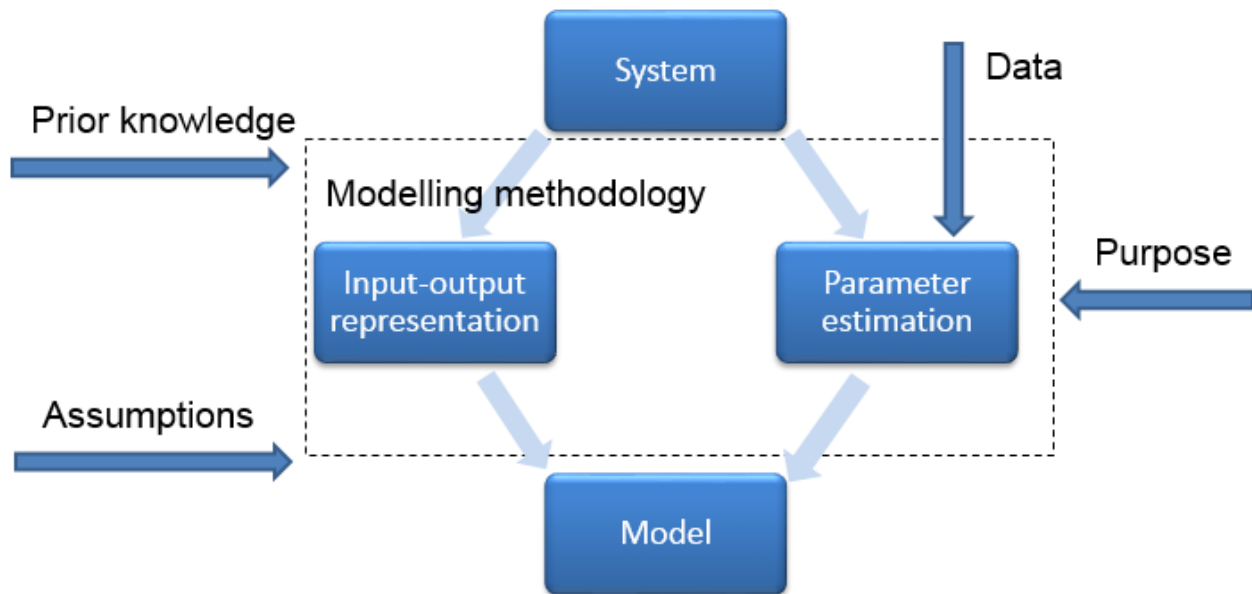 System
Data
Prior knowledge
Modelling methodology
Input-output
representation
Parameter
estimation
Purpose
Assumptions
Model